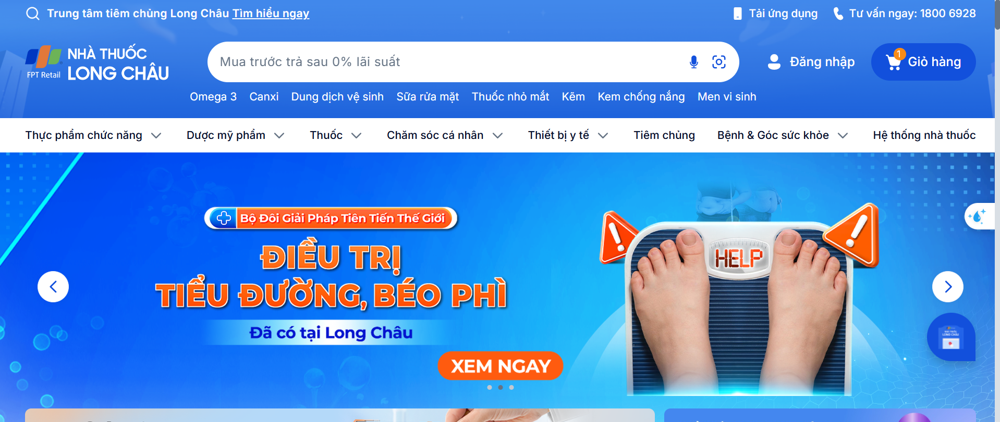 Trung tâm tiêm chủng Long Châu Tìm hiểu ngay
Tải ứng dụng
Tư vấn ngay: 1800 6928
FPT Retail
NHÀ THUỐC
LONG CHÂU
Mua trước trả sau 0% lãi suất
Đăng nhập
1
Giỏ hàng
Omega 3 Canxi Dung dịch vệ sinh Sữa rửa mặt Thuốc nhỏ mắt Kẽm Kem chống nắng Men vi sinh
Thực phẩm chức năng Dược mỹ phẩm Thuốc Chăm sóc cá nhân Thiết bị y tế Tiêm chủng Bệnh & Góc sức khỏe Hệ thống nhà thuốc
Bộ Đôi Giải Pháp Tiên Tiến Thế Giới
ĐIỀU TRỊ
TIỂU ĐƯỜNG, BÉO PHÌ
Đã có tại Long Châu
XEM NGAY
HELP
NHÀ THUỐC
LONG CHÂU